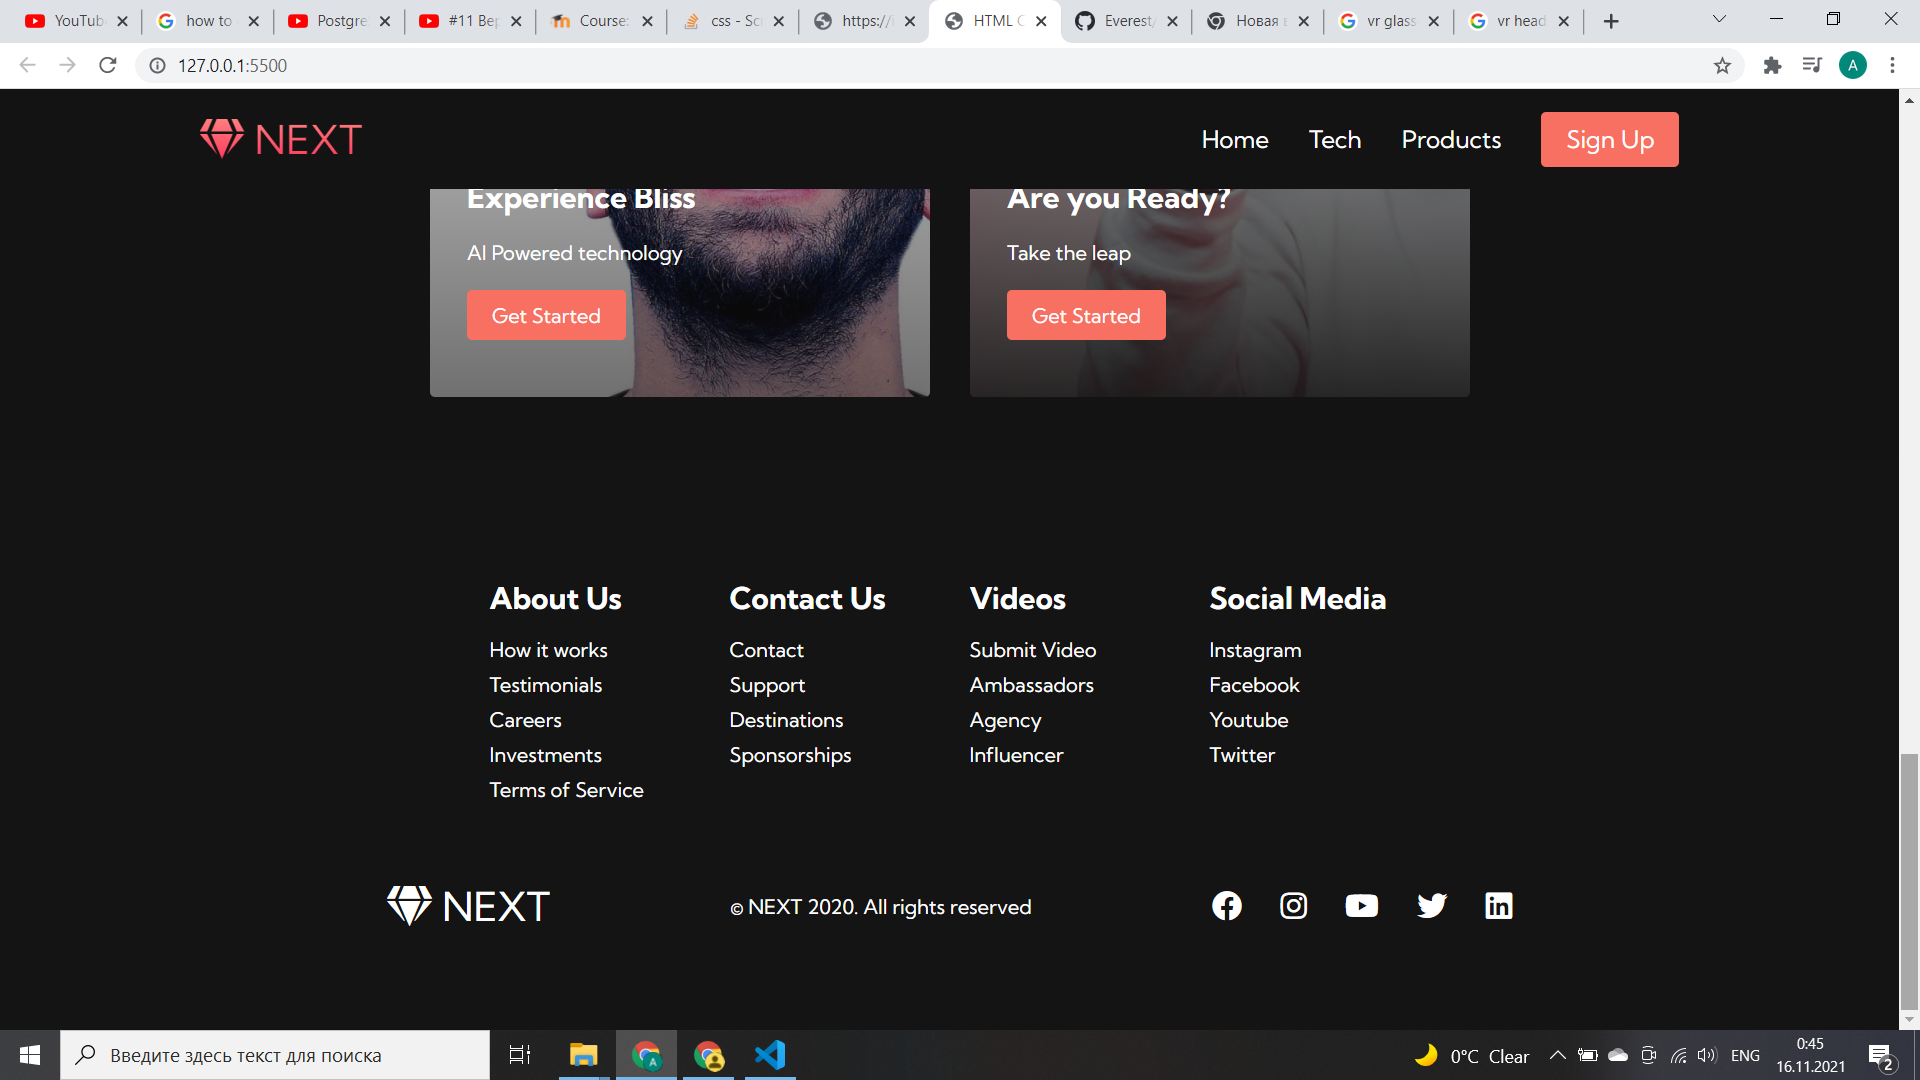 YouTub
how to
Postgre
#11 Вер
Course:
css - Scr
https://i
HTML C
Everest/
Новая в
vr glass
vr head
127.0.0.1:5500
A
NEXT
Home Tech Products Sign Up
Experience Bliss
AI Powered technology
Get Started
Are you Ready?
Take the leap
Get Started
About Us
How it works
Testimonials
Careers
Investments
Terms of Service
Contact Us
Contact
Support
Destinations
Sponsorships
Videos
Submit Video
Ambassadors
Agency
Influencer
Social Media
Instagram
Facebook
Youtube
Twitter
NEXT
© NEXT 2020. All rights reserved
Введите здесь текст для поиска
0°C Clear
ENG
0:45
16.11.2021
2